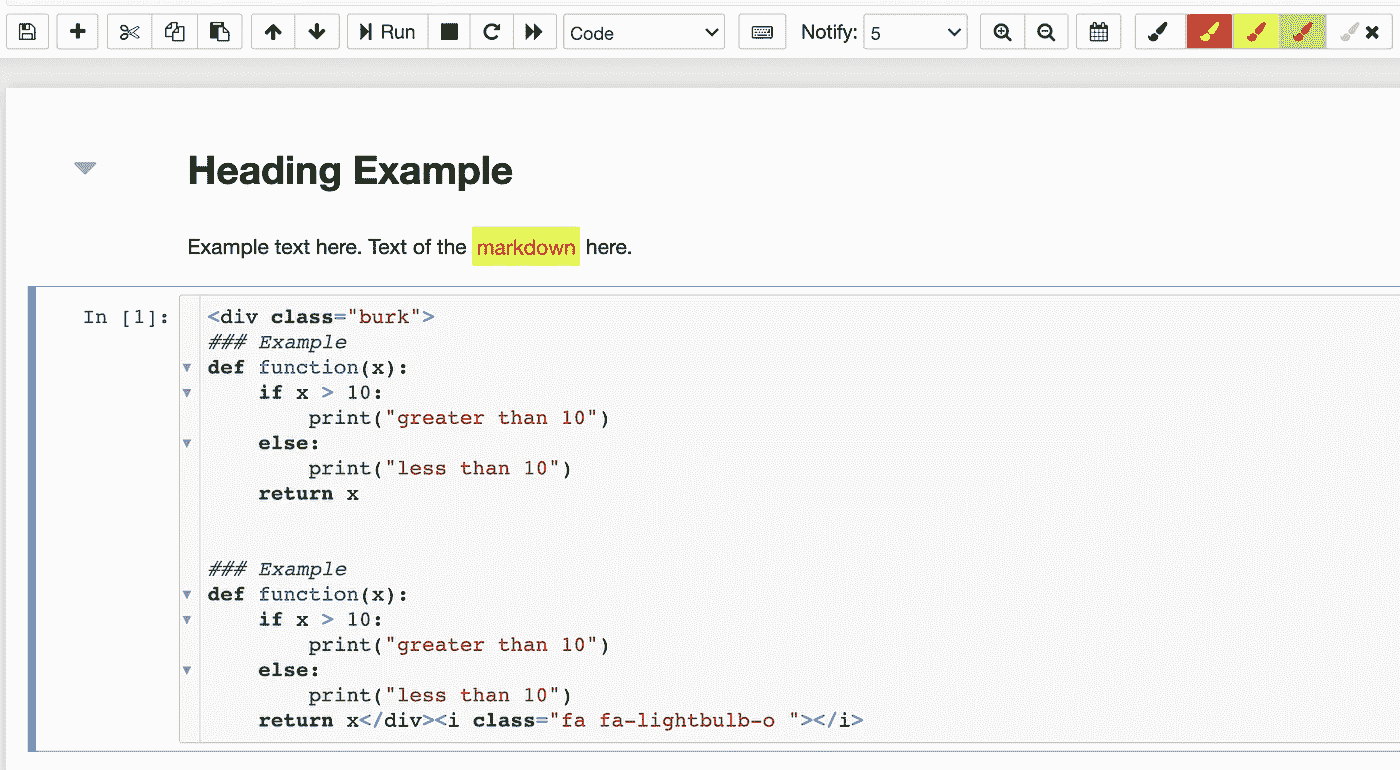 Run Code Notify: 5
Heading Example
Example text here. Text of the markdown here.
In [1]:
<div class="burk">
### Example
def function(x):
    if x > 10:
        print("greater than 10")
    else:
        print("less than 10")
    return x
### Example
def function(x):
    if x > 10:
        print("greater than 10")
    else:
        print("less than 10")
    return x</div><i class="fa fa-lightbulb-o "></i>